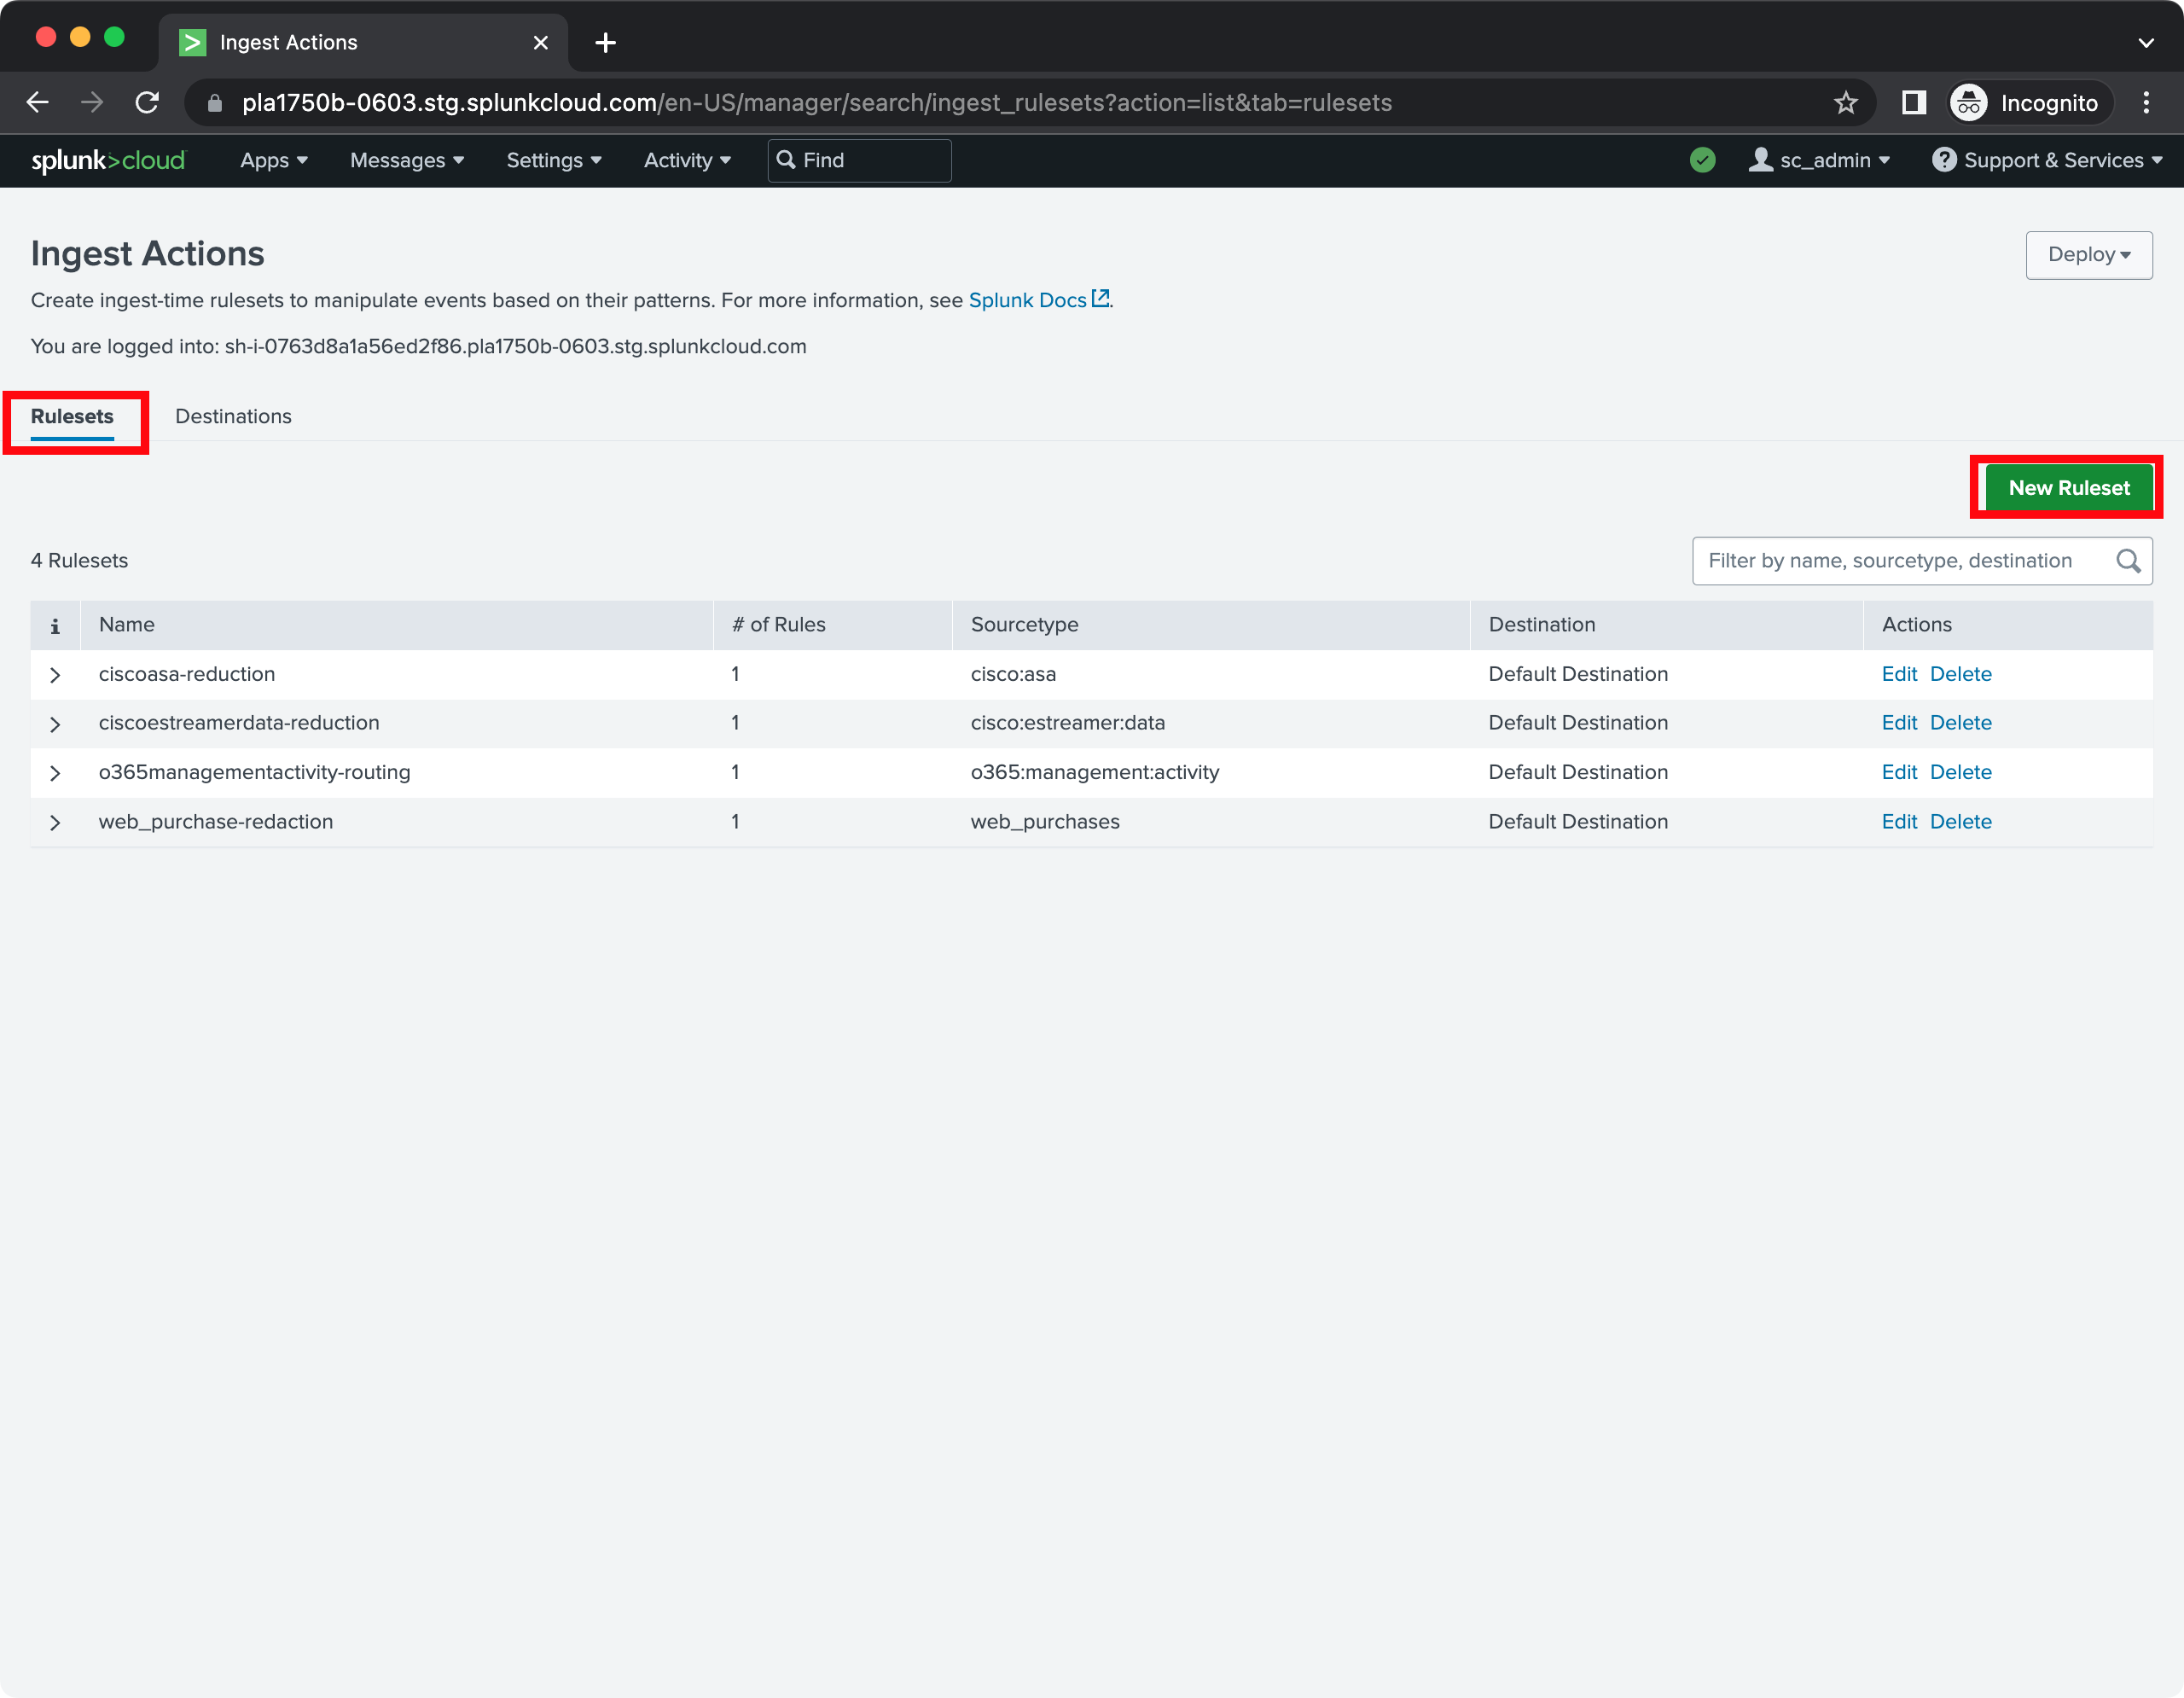 Ingest Actions
pla1750b-0603.stg.splunkcloud.com/en-US/manager/search/ingest_rulesets?action=list&tab=rulesets
Incognito
splunk>cloud Apps Messages Settings Activity Find sc_admin Support & Services
Ingest Actions
Deploy
Create ingest-time rulesets to manipulate events based on their patterns. For more information, see Splunk Docs.
You are logged into: sh-i-0763d8a1a56ed2f86.pla1750b-0603.stg.splunkcloud.com
Rulesets Destinations
New Ruleset
4 Rulesets
Filter by name, sourcetype, destination
i Name # of Rules Sourcetype Destination Actions
ciscoasa-reduction 1 cisco:asa Default Destination Edit Delete
ciscoestreamerdata-reduction 1 cisco:estreamer:data Default Destination Edit Delete
o365managementactivity-routing 1 o365:management:activity Default Destination Edit Delete
web_purchase-redaction 1 web_purchases Default Destination Edit Delete